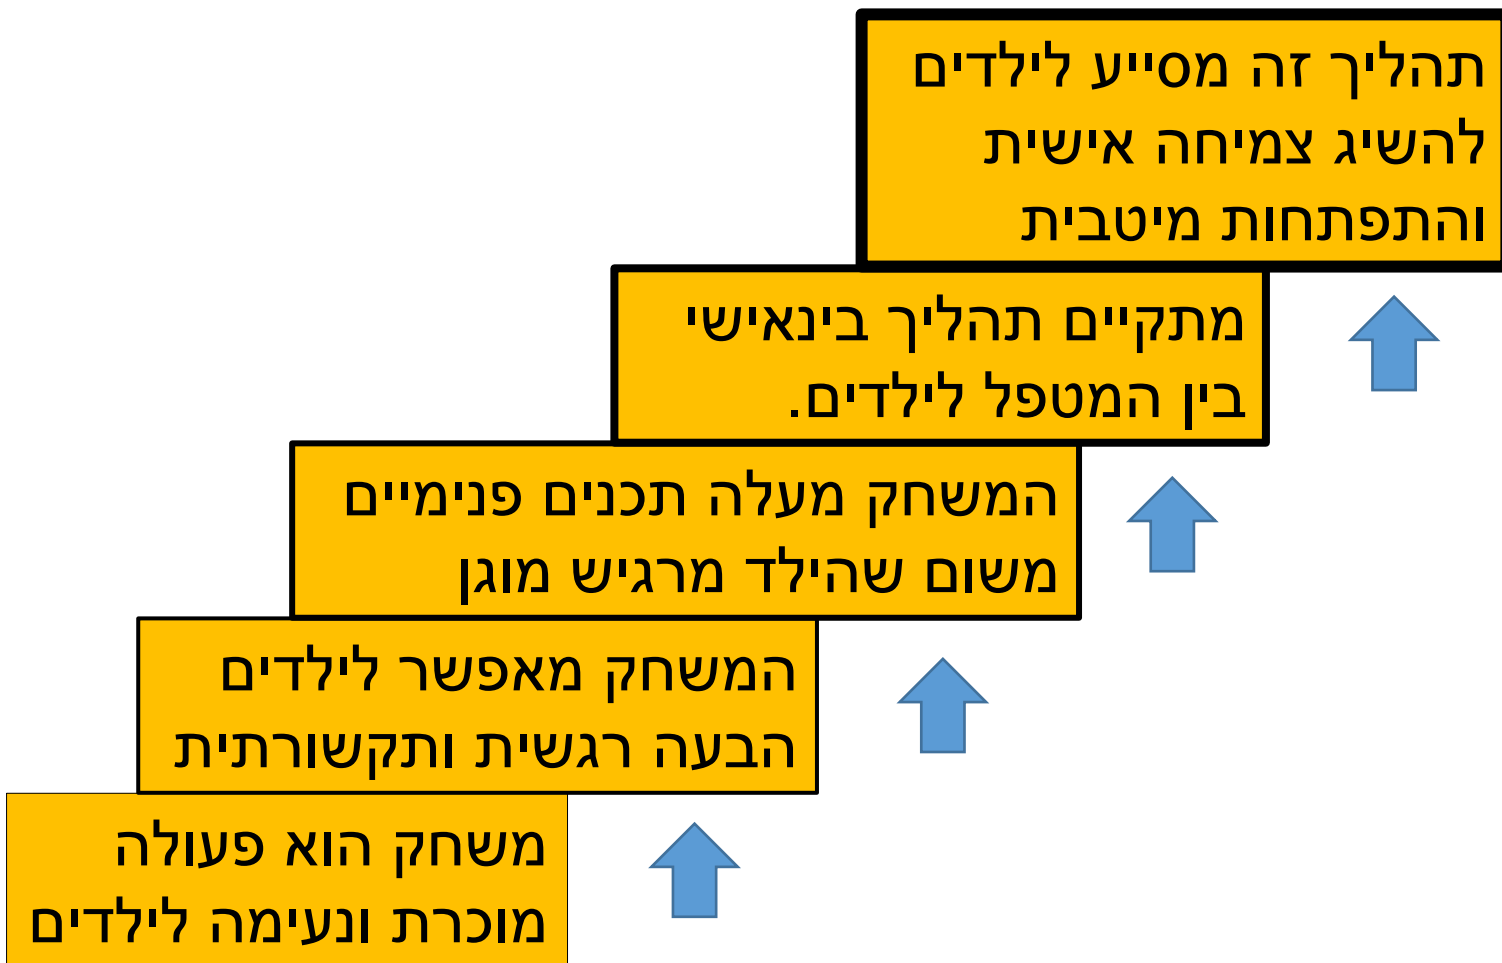 תהליך זה מסייע לילדים
להשיג צמיחה אישית
והתפתחות מיטבית
מתקיים תהליך בינאישי
בין המטפל לילדים.
המשחק מעלה תכנים פנימיים
משום שהילד מרגיש מוגן
המשחק מאפשר לילדים
הבעה רגשית ותקשורתית
משחק הוא פעולה
מוכרת ונעימה לילדים